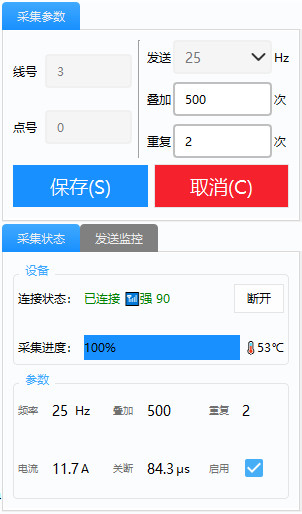 采集参数
线号 3
点号 0
发送 25 Hz
叠加 500 次
重复 2 次
保存(S) 取消(C)
采集状态 发送监控
设备
连接状态: 已连接 强 90 断开
采集进度: 100% 53℃
参数
频率 25 Hz 叠加 500 重复 2
电流 11.7 A 关断 84.3 μs 启用